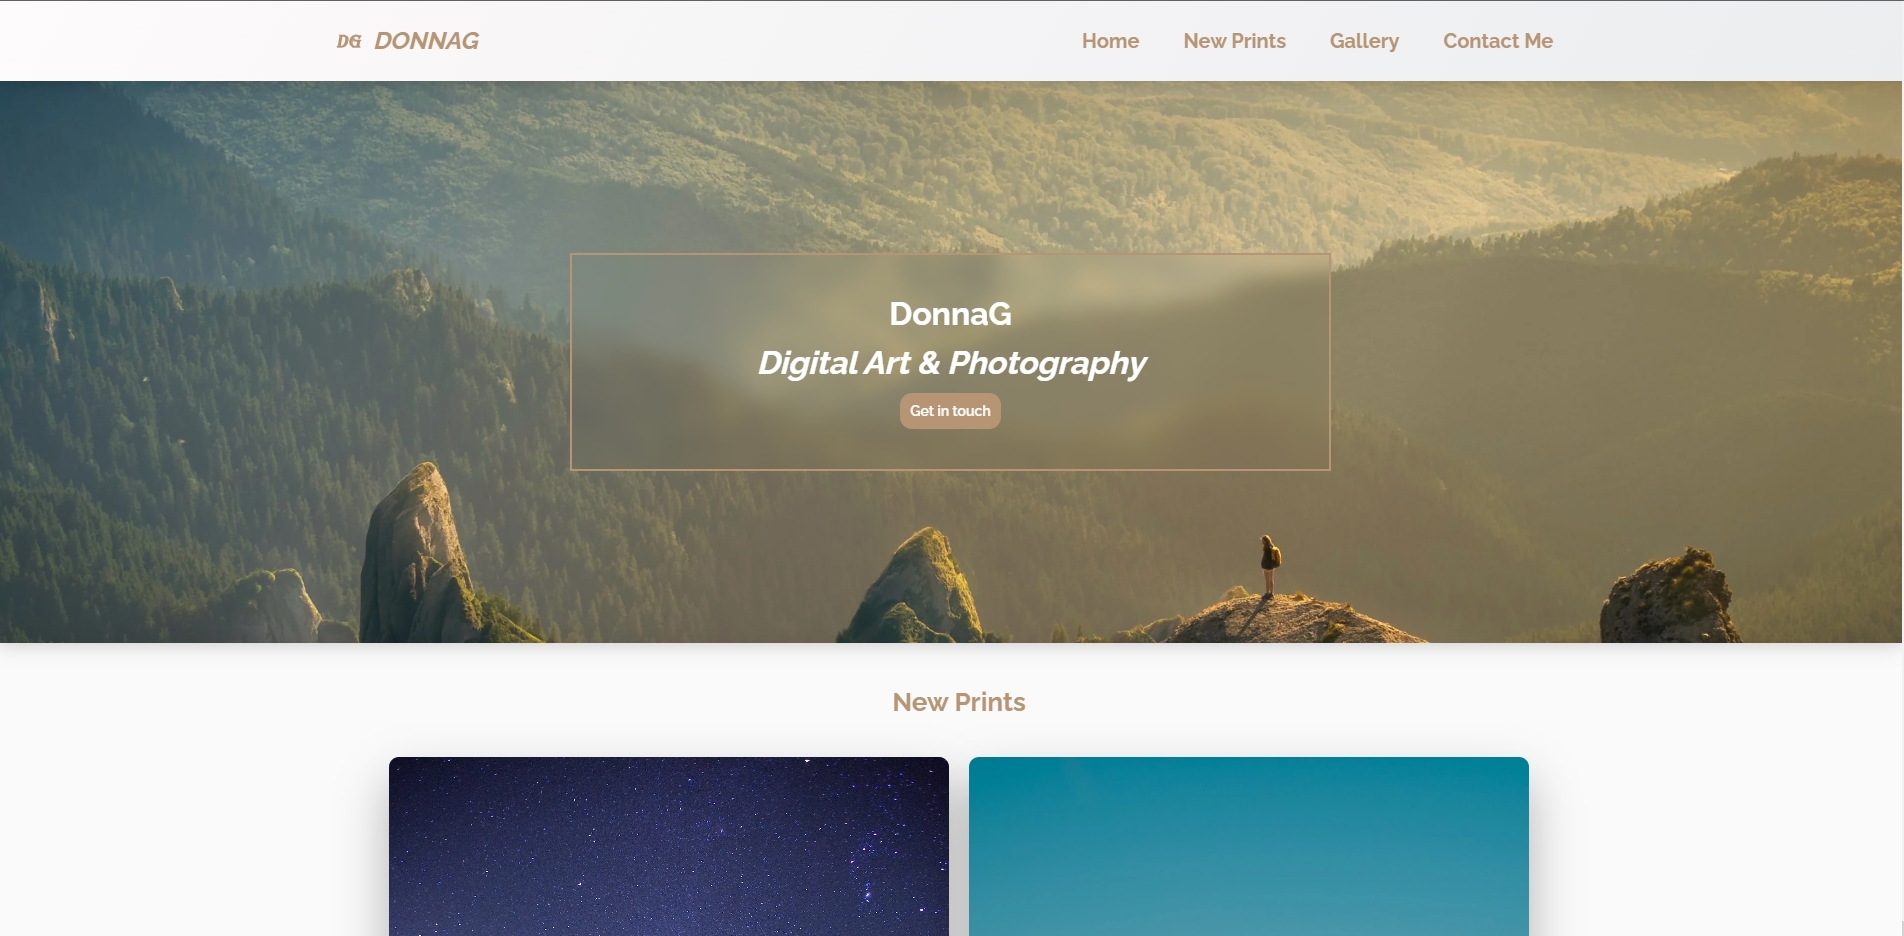 DG DONNAG
Home New Prints Gallery Contact Me
DonnaG
Digital Art & Photography
Get in touch
New Prints